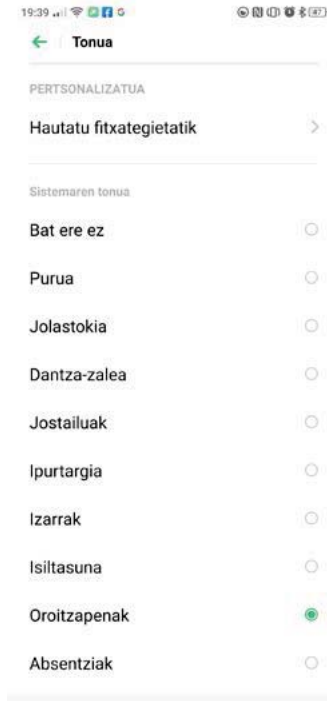 19:39
Tonua
PERTSONALIZATUA
Hautatu fitxategietatik
Sistemaren tonua
Bat ere ez
Purua
Jolastokia
Dantza-zalea
Jostailuak
Ipurtargia
Izarrak
Isiltasuna
Oroitzapenak
Absentziak